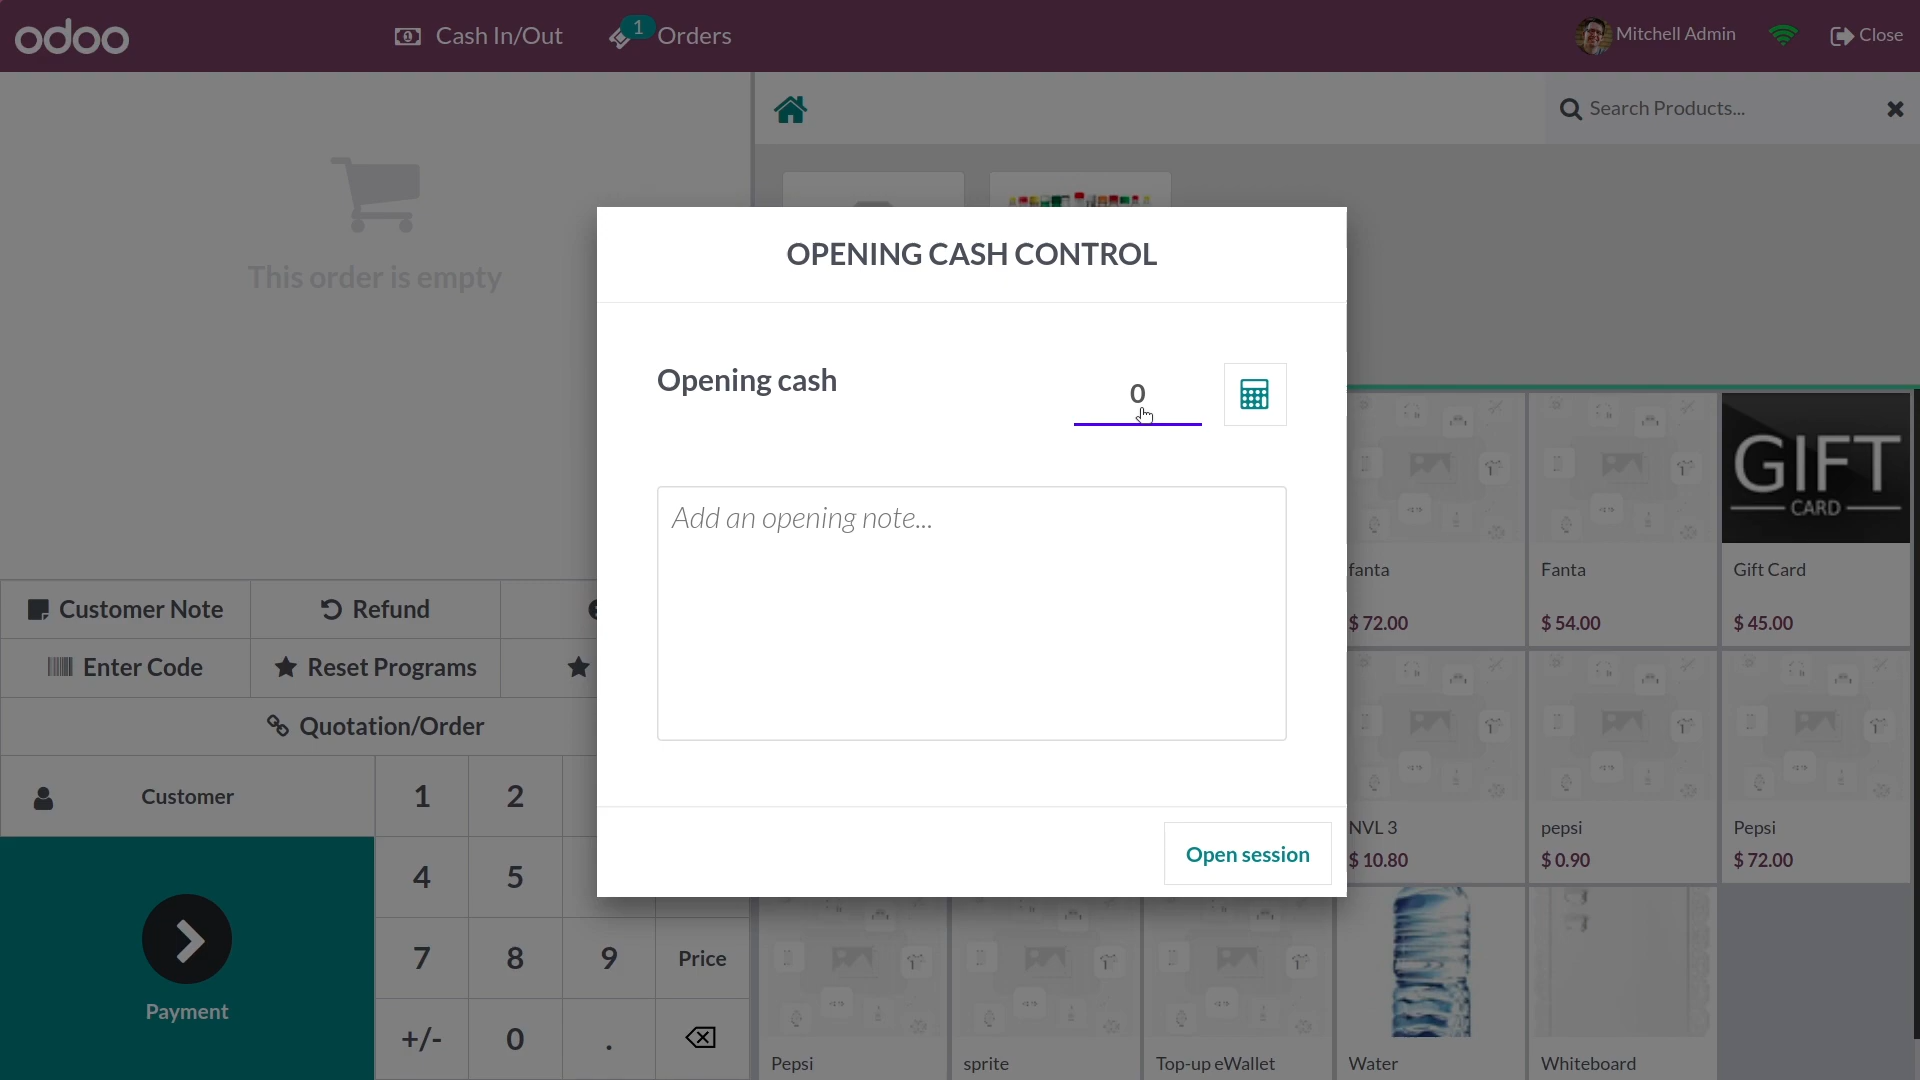 odoo
Cash In/Out
1
Orders
Mitchell Admin
Close
Search Products...
This order is empty
OPENING CASH CONTROL
Opening cash
0
Add an opening note...
Open session
Customer Note
Refund
Enter Code
Reset Programs
Quotation/Order
Customer
1
2
4
5
7
8
9
Price
+/-
0
.
Payment
fanta
$ 72.00
Fanta
$ 54.00
GIFT
CARD
Gift Card
$ 45.00
NVL 3
$ 10.80
pepsi
$ 0.90
Pepsi
$ 72.00
Pepsi
sprite
Top-up eWallet
Water
Whiteboard